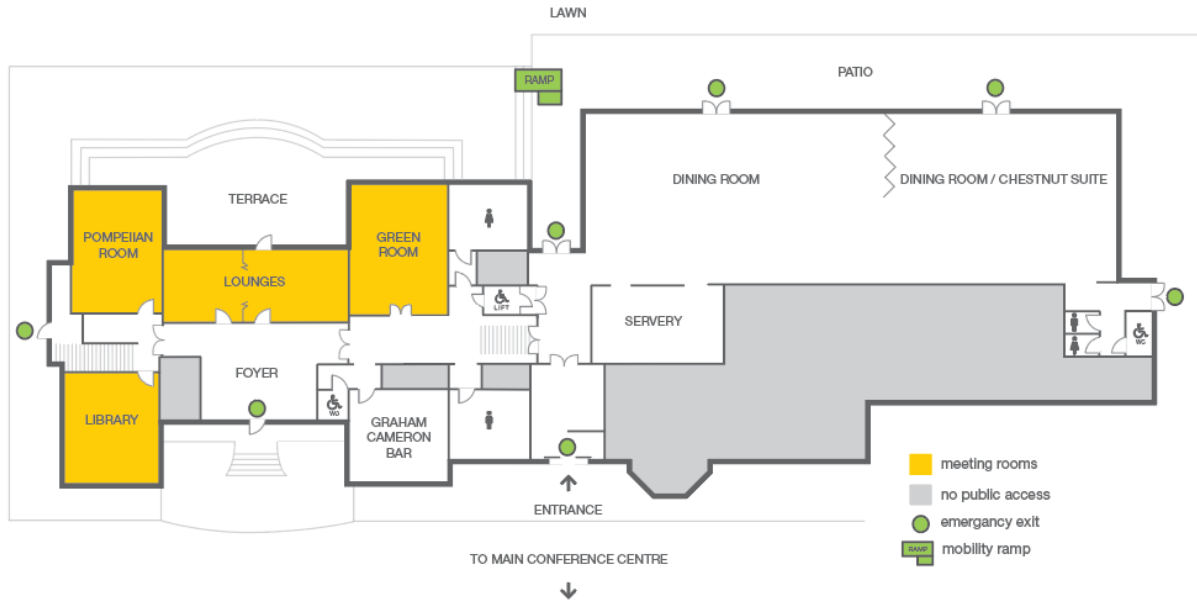 LAWN
RAMP
PATIO
DINING ROOM
DINING ROOM / CHESTNUT SUITE
TERRACE
POMPEIIAN
ROOM
GREEN
ROOM
LOUNGES
LIFT
SERVERY
WC
FOYER
WC
LIBRARY
GRAHAM
CAMERON
BAR
ENTRANCE
TO MAIN CONFERENCE CENTRE
meeting rooms
no public access
emergancy exit
RAMP
mobility ramp